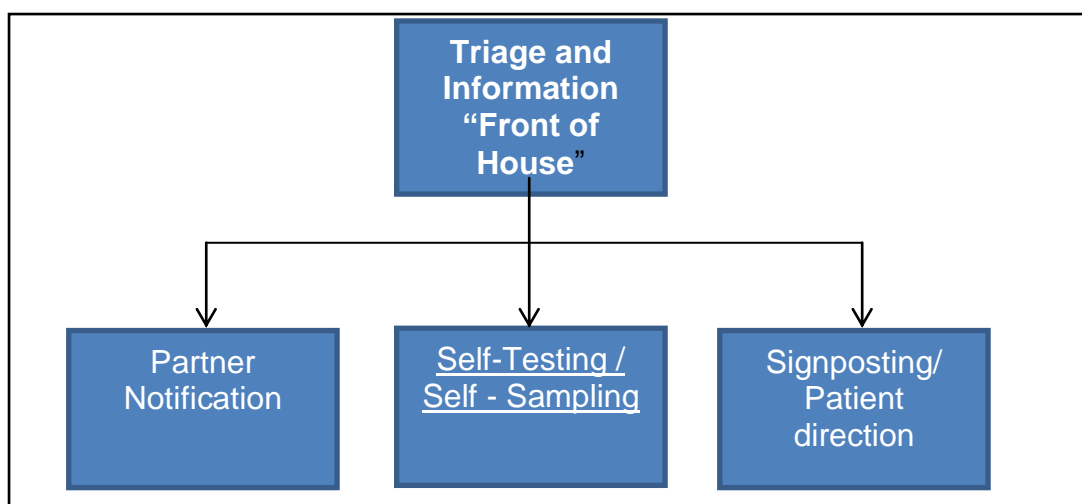 Triage and
Information
“Front of
House”
Partner
Notification
Self-Testing /
Self - Sampling
Signposting/
Patient
direction